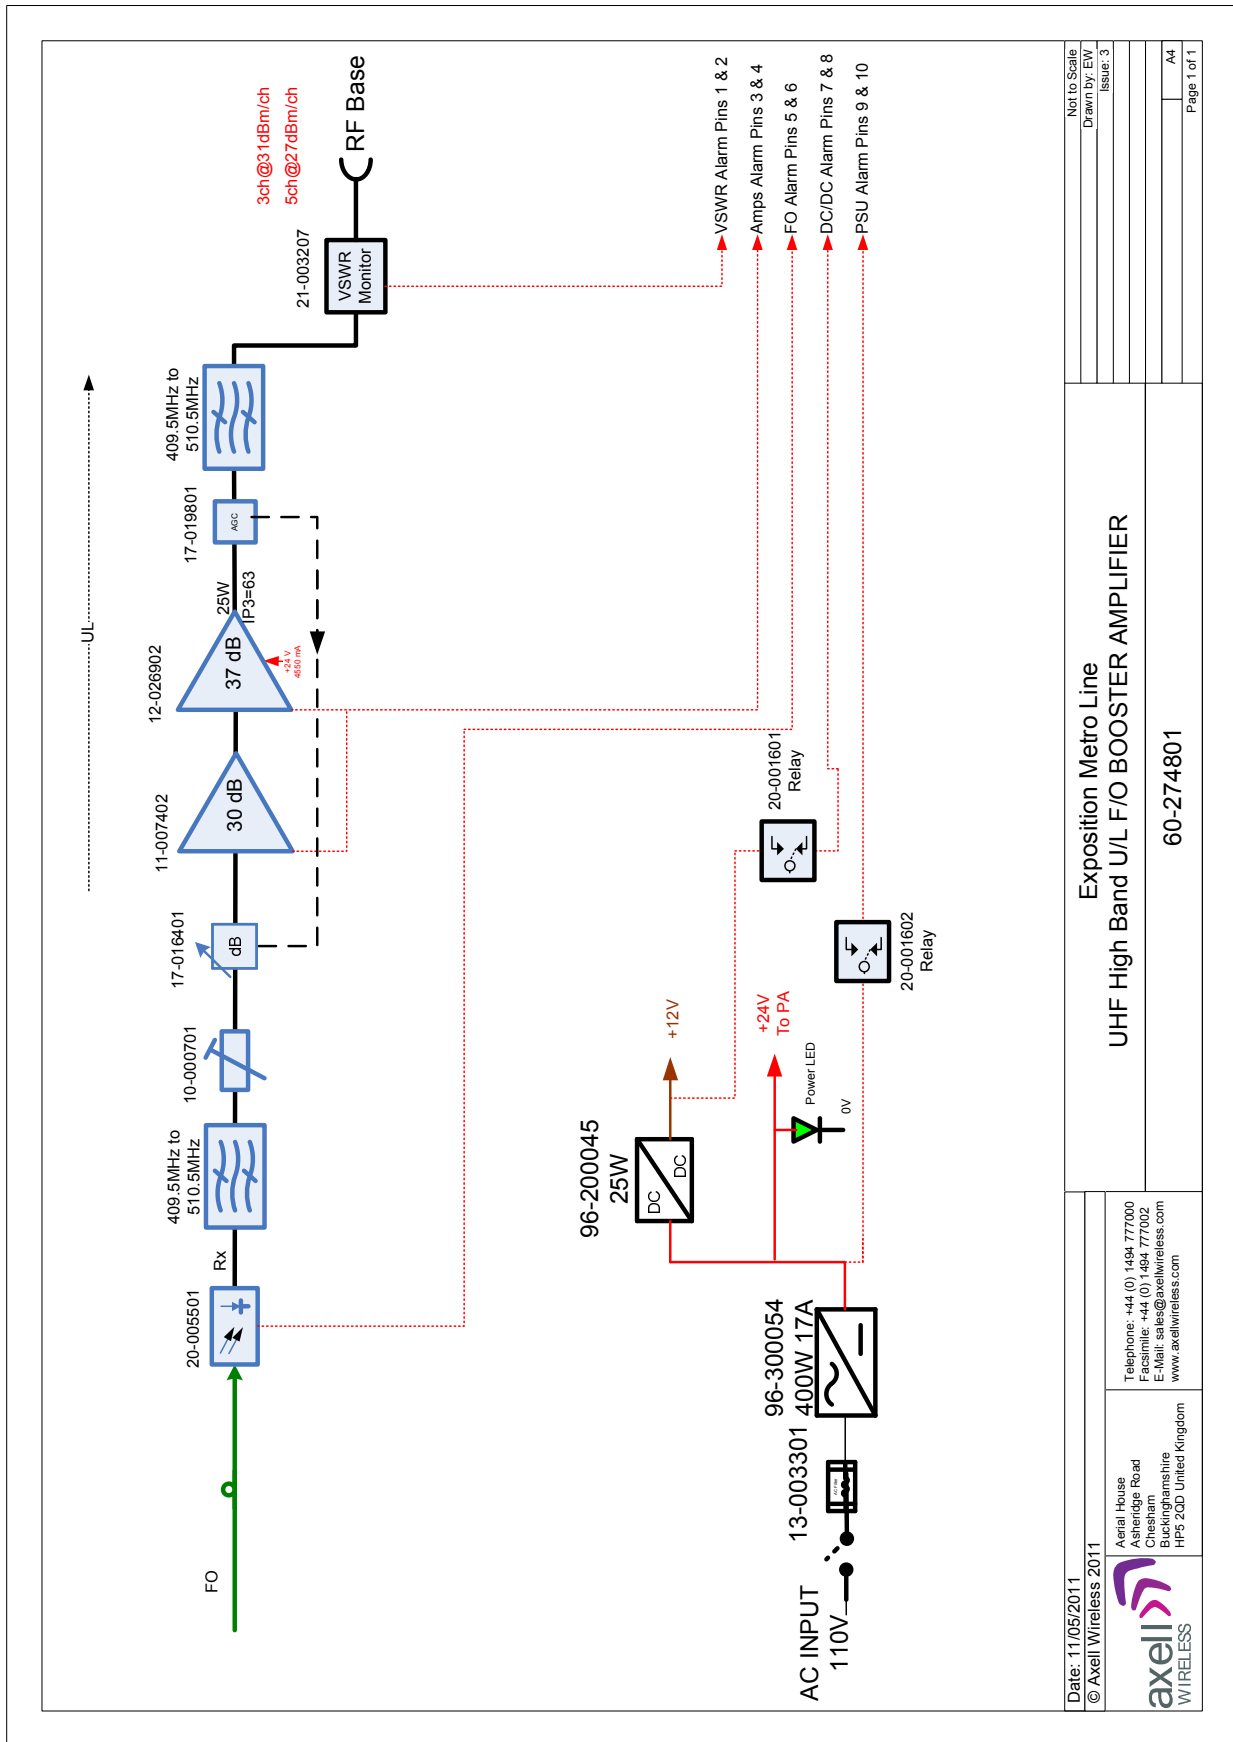 UL
3ch@31dBm/ch
5ch@27dBm/ch
FO
20-005501
Rx
409.5MHz to
510.5MHz
10-000701
17-016401
dB
11-007402
30 dB
12-026902
37 dB
25W
IP3=63
+24 V
4550 mA
17-019801
AGC
409.5MHz to
510.5MHz
21-003207
VSWR
Monitor
RF Base
VSWR Alarm Pins 1 & 2
Amps Alarm Pins 3 & 4
FO Alarm Pins 5 & 6
DC/DC Alarm Pins 7 & 8
PSU Alarm Pins 9 & 10
96-200045
25W
DC
DC
+12V
20-001601
Relay
+24V
To PA
Power LED
0V
20-001602
Relay
AC INPUT
110V
13-003301
AC Filter
96-300054
400W 17A
Date: 11/05/2011
© Axell Wireless 2011
axell
WIRELESS
Aerial House
Asheridge Road
Chesham
Buckinghamshire
HP5 2QD United Kingdom
Telephone: +44 (0) 1494 777000
Facsimile: +44 (0) 1494 777002
E-Mail: sales@axellwireless.com
www.axellwireless.com
Exposition Metro Line
UHF High Band U/L F/O BOOSTER AMPLIFIER
60-274801
Not to Scale
Drawn by: EW
Issue: 3
A4
Page 1 of 1